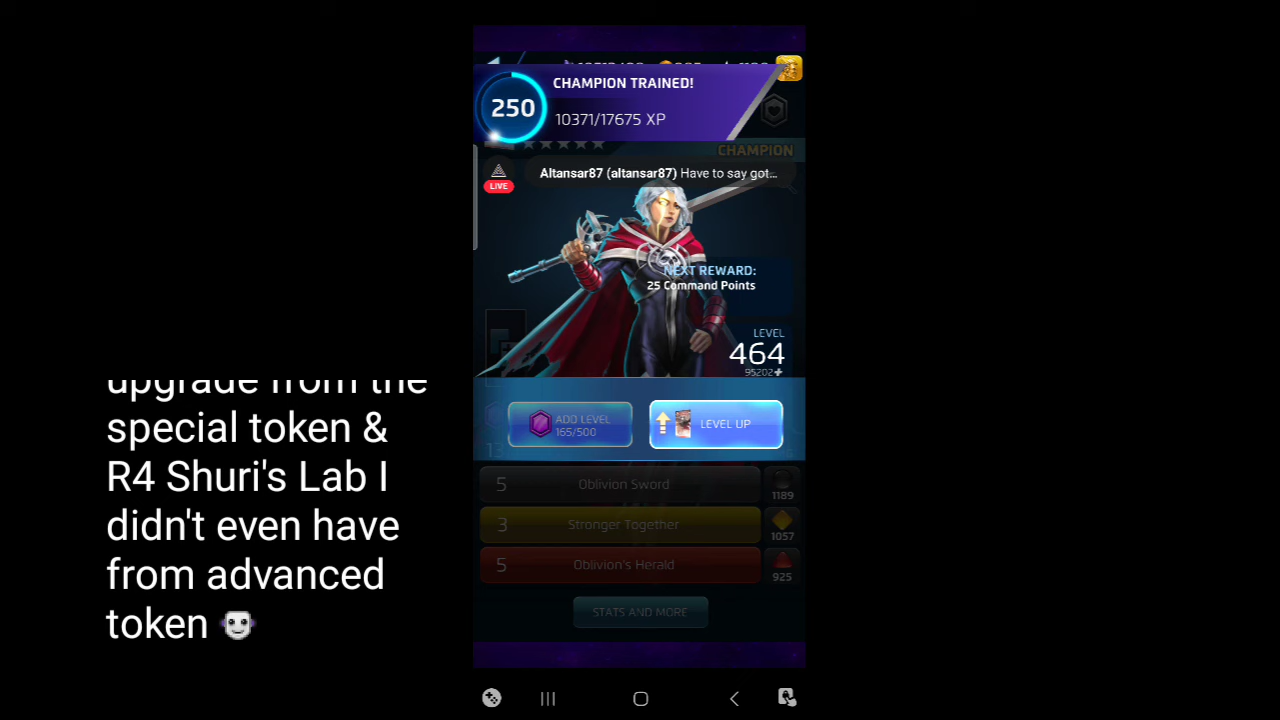 CHAMPION TRAINED!
250
10371/17675 XP
CHAMPION
LIVE
Altansar87 (altansar87) Have to say got…
NEXT REWARD:
25 Command Points
LEVEL
464
95202
ADD LEVEL
165/500
LEVEL UP
13
5 Oblivion Sword 1189
3 Stronger Together 1057
5 Oblivion's Herald 925
STATS AND MORE
upgrade from the
special token &
R4 Shuri's Lab I
didn't even have
from advanced
token